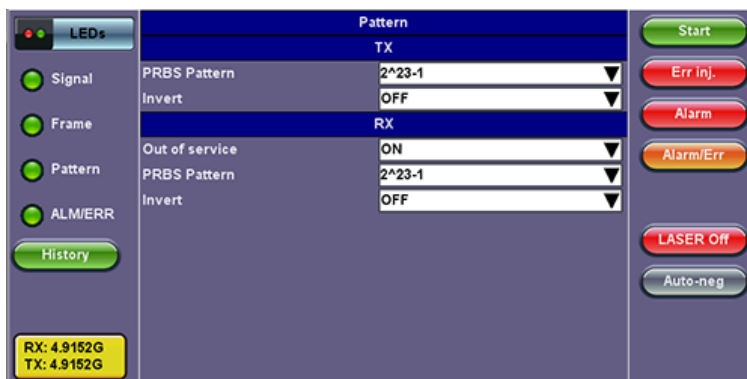 LEDs
Signal
Frame
Pattern
ALM/ERR
History
RX: 4.9152G
TX: 4.9152G
Pattern
TX
PRBS Pattern 2^23-1
Invert OFF
RX
Out of service ON
PRBS Pattern 2^23-1
Invert OFF
Start
Err inj.
Alarm
Alarm/Err
LASER Off
Auto-neg